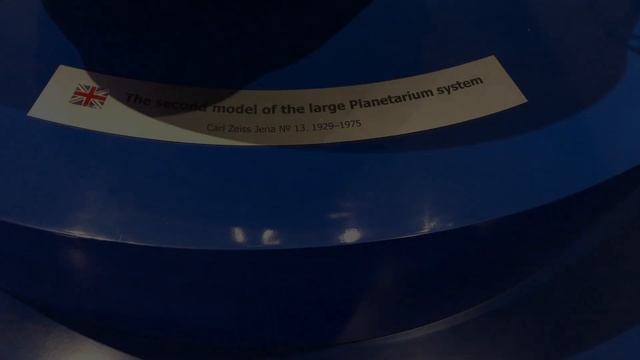 The second model of the large Planetarium system
Carl Zeiss Jena № 13, 1929–1975